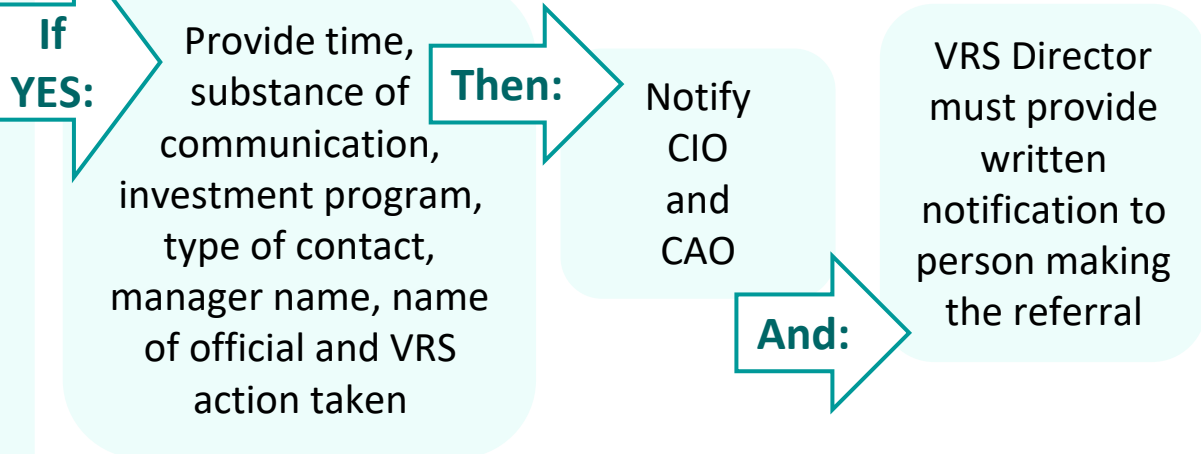 If
YES:
Provide time,
substance of
communication,
investment program,
type of contact,
manager name, name
of official and VRS
action taken
Then:
Notify
CIO
and
CAO
And:
VRS Director
must provide
written
notification to
person making
the referral